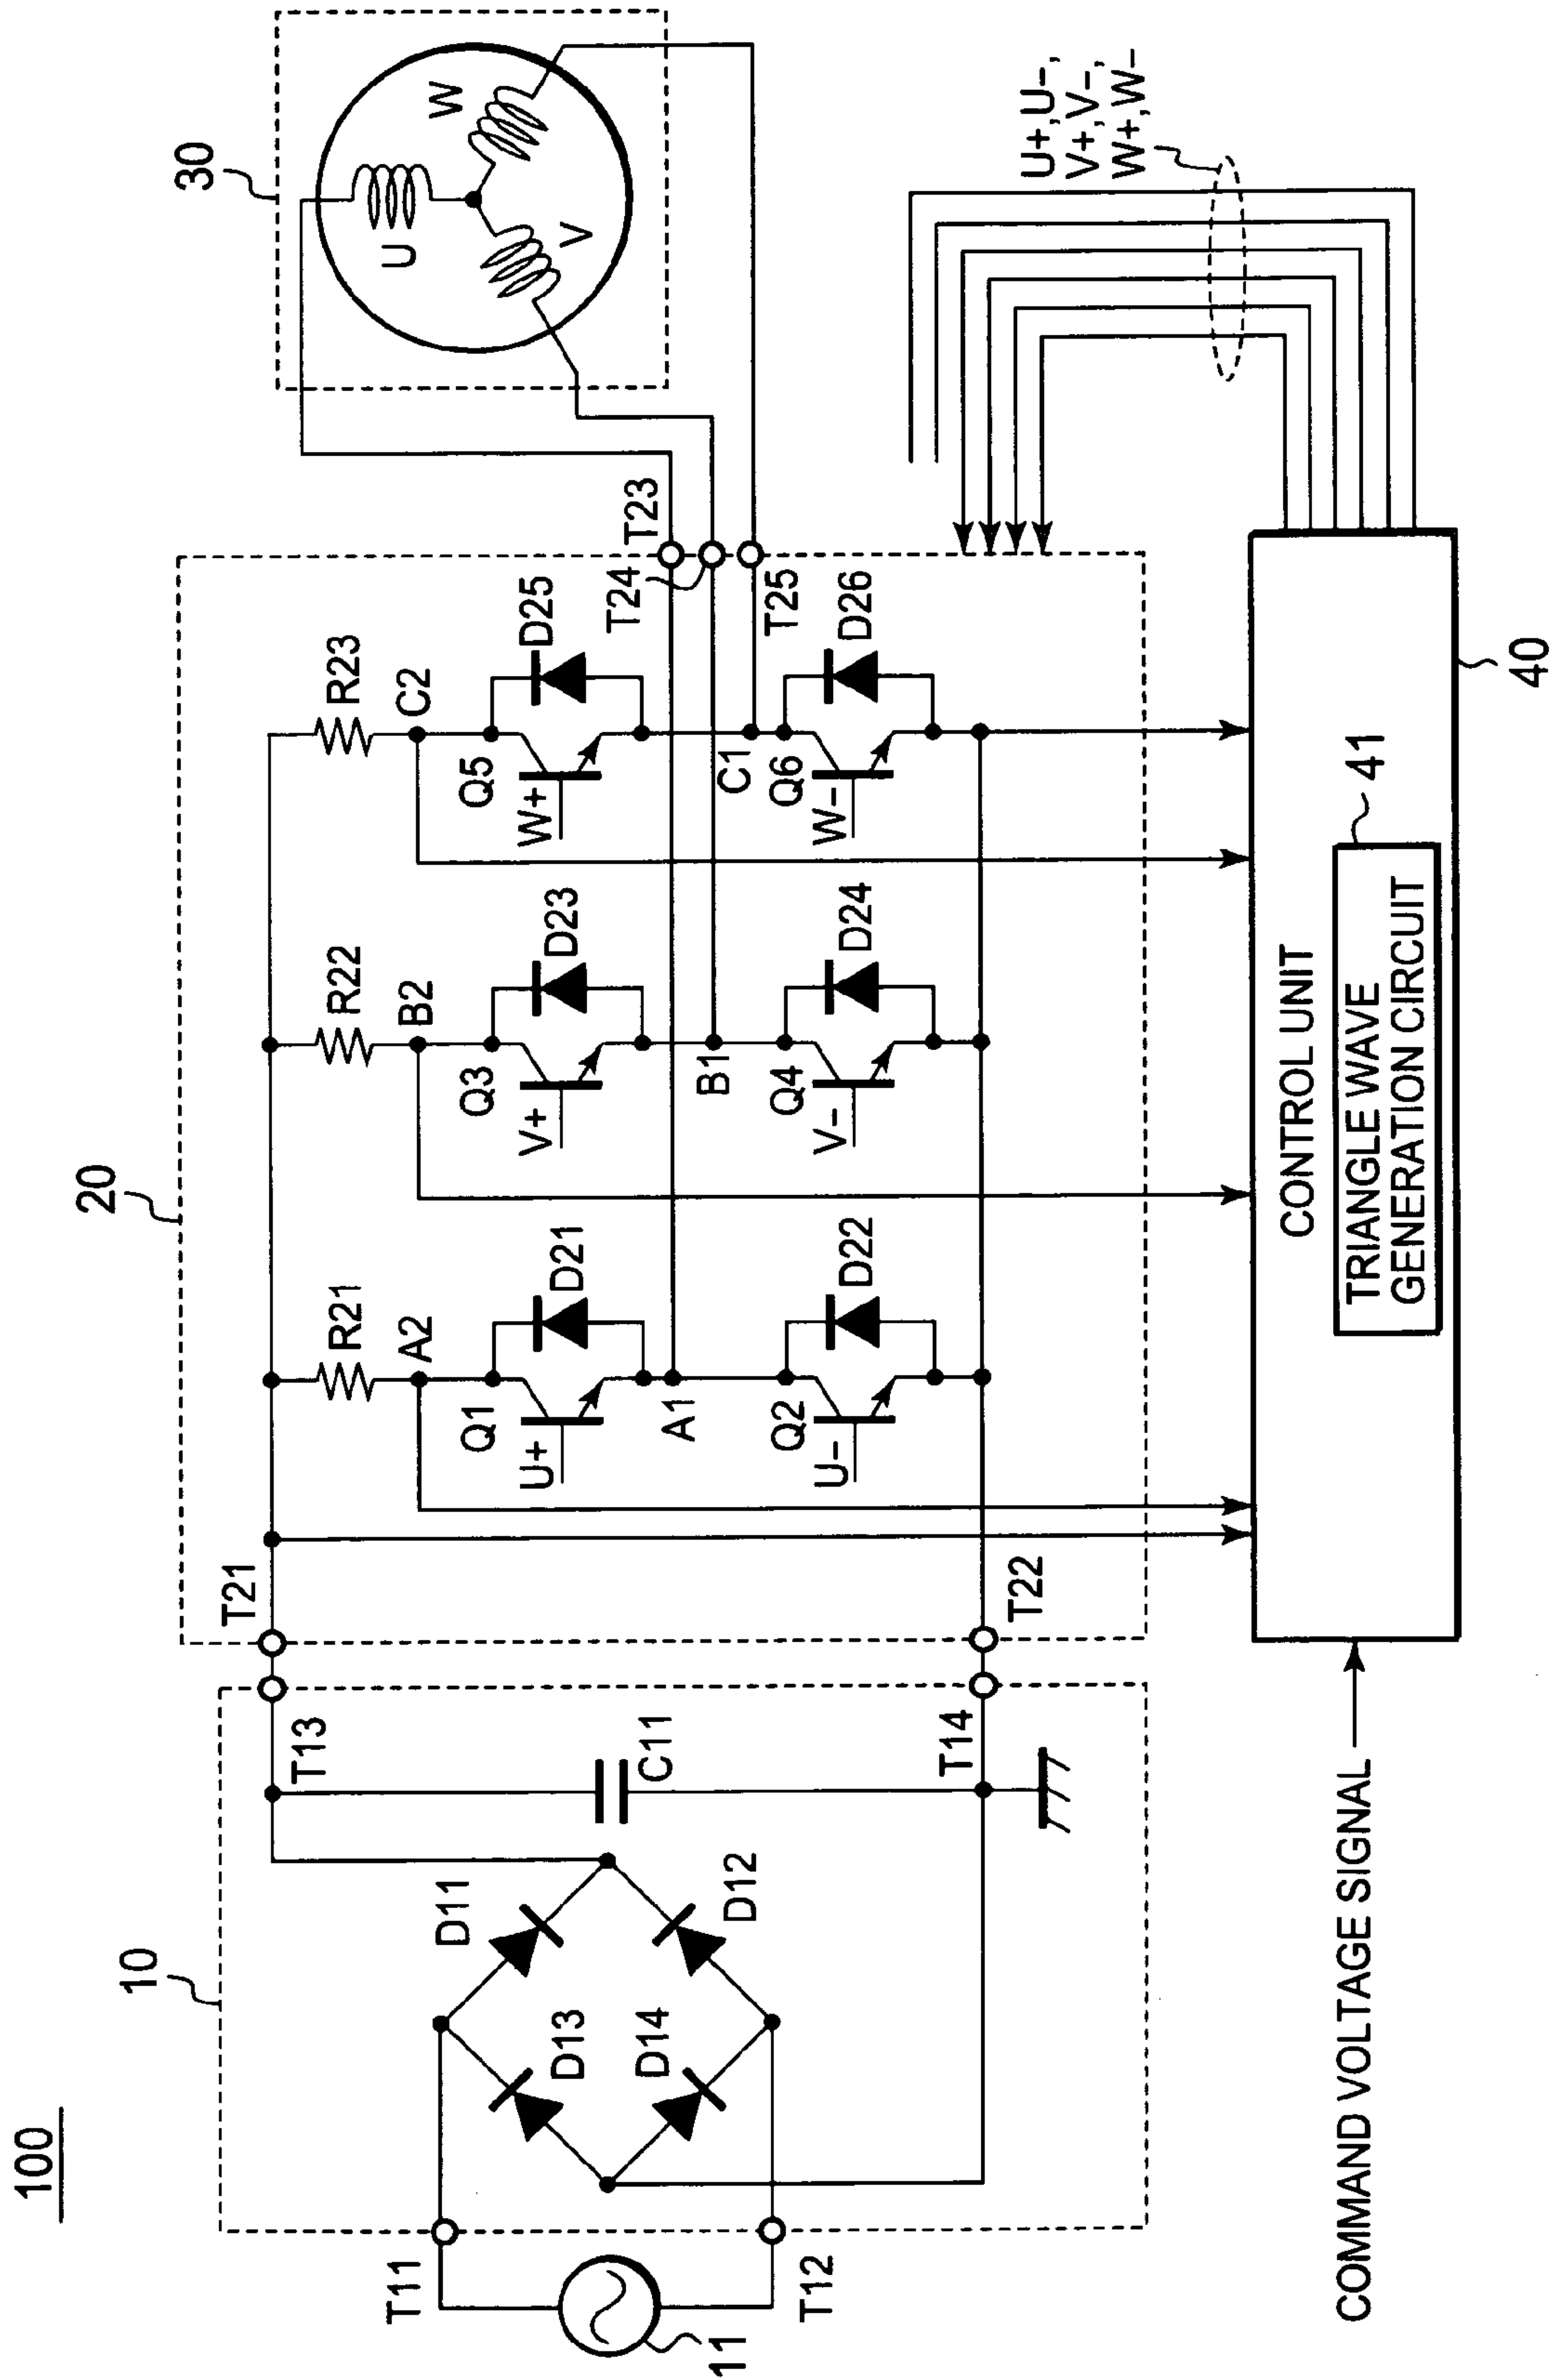 100
10
20
30
T11
T12
11
D11
D12
D13
D14
T13
C11
T14
T21
T22
R21
A2
Q1
U+
D21
A1
Q2
U−
D22
R22
B2
Q3
V+
D23
B1
Q4
V−
D24
R23
C2
Q5
W+
D25
C1
Q6
W−
D26
T23
T24
T25
U
V
W
U+,U−,
V+,V−,
W+,W−
COMMAND VOLTAGE SIGNAL
CONTROL UNIT
TRIANGLE WAVE
GENERATION CIRCUIT
41
40